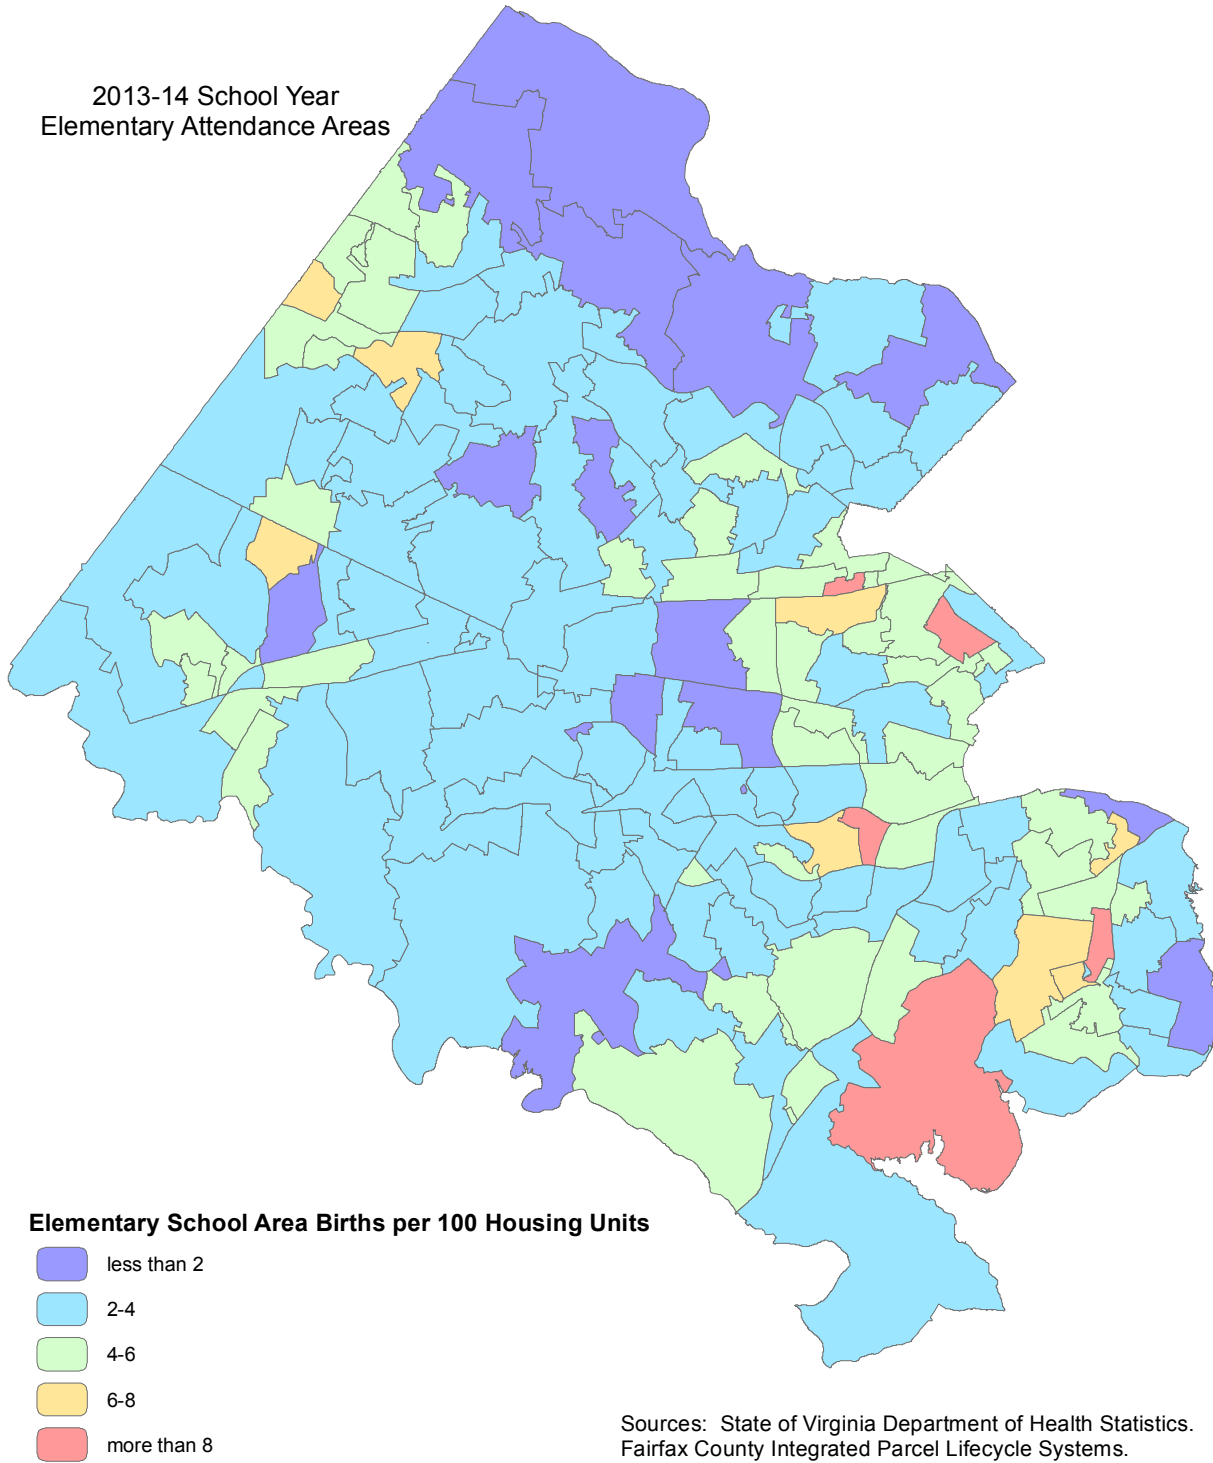 2013-14 School Year
Elementary Attendance Areas
Elementary School Area Births per 100 Housing Units
less than 2
2-4
4-6
6-8
more than 8
Sources:  State of Virginia Department of Health Statistics.
Fairfax County Integrated Parcel Lifecycle Systems.